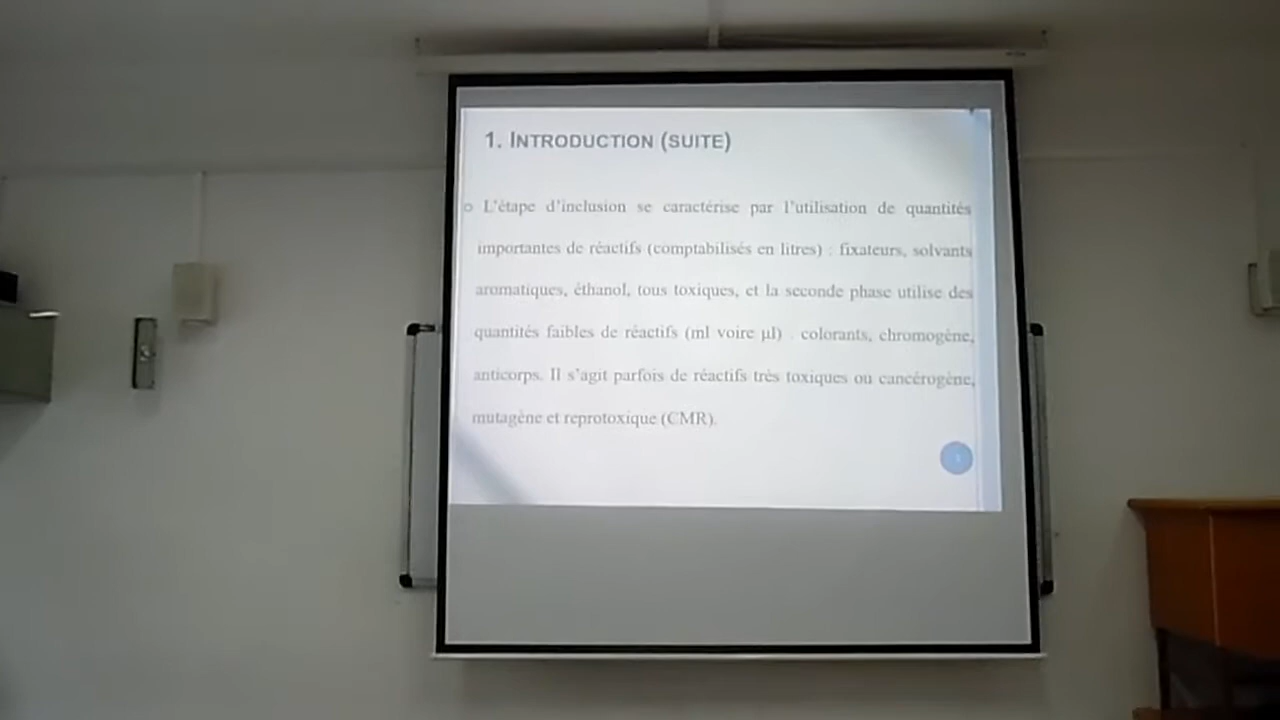 1. INTRODUCTION (SUITE)
o L'étape d'inclusion se caractérise par l'utilisation de quantités
importantes de réactifs (comptabilisés en litres) : fixateurs, solvants
aromatiques, éthanol, tous toxiques, et la seconde phase utilise des
quantités faibles de réactifs (ml voire µl) : colorants, chromogène,
anticorps. Il s'agit parfois de réactifs très toxiques ou cancérogène,
mutagène et reprotoxique (CMR).